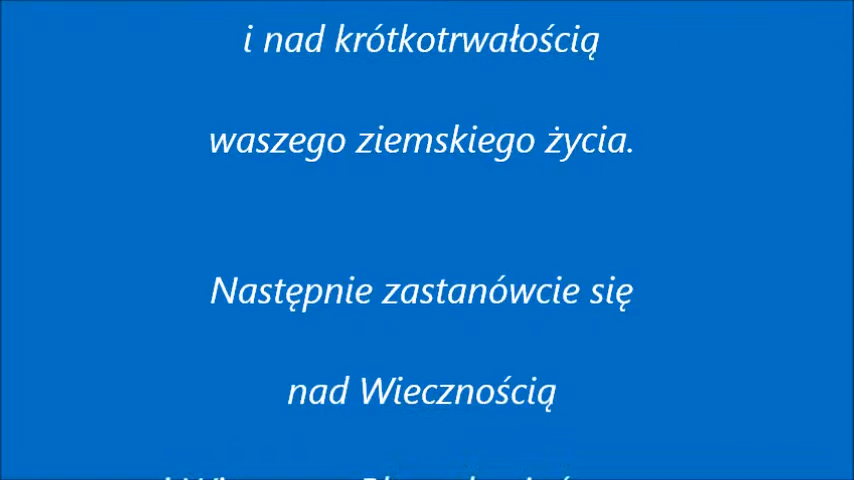 i nad krótkotrwałością
waszego ziemskiego życia.
Następnie zastanówcie się
nad Wiecznością